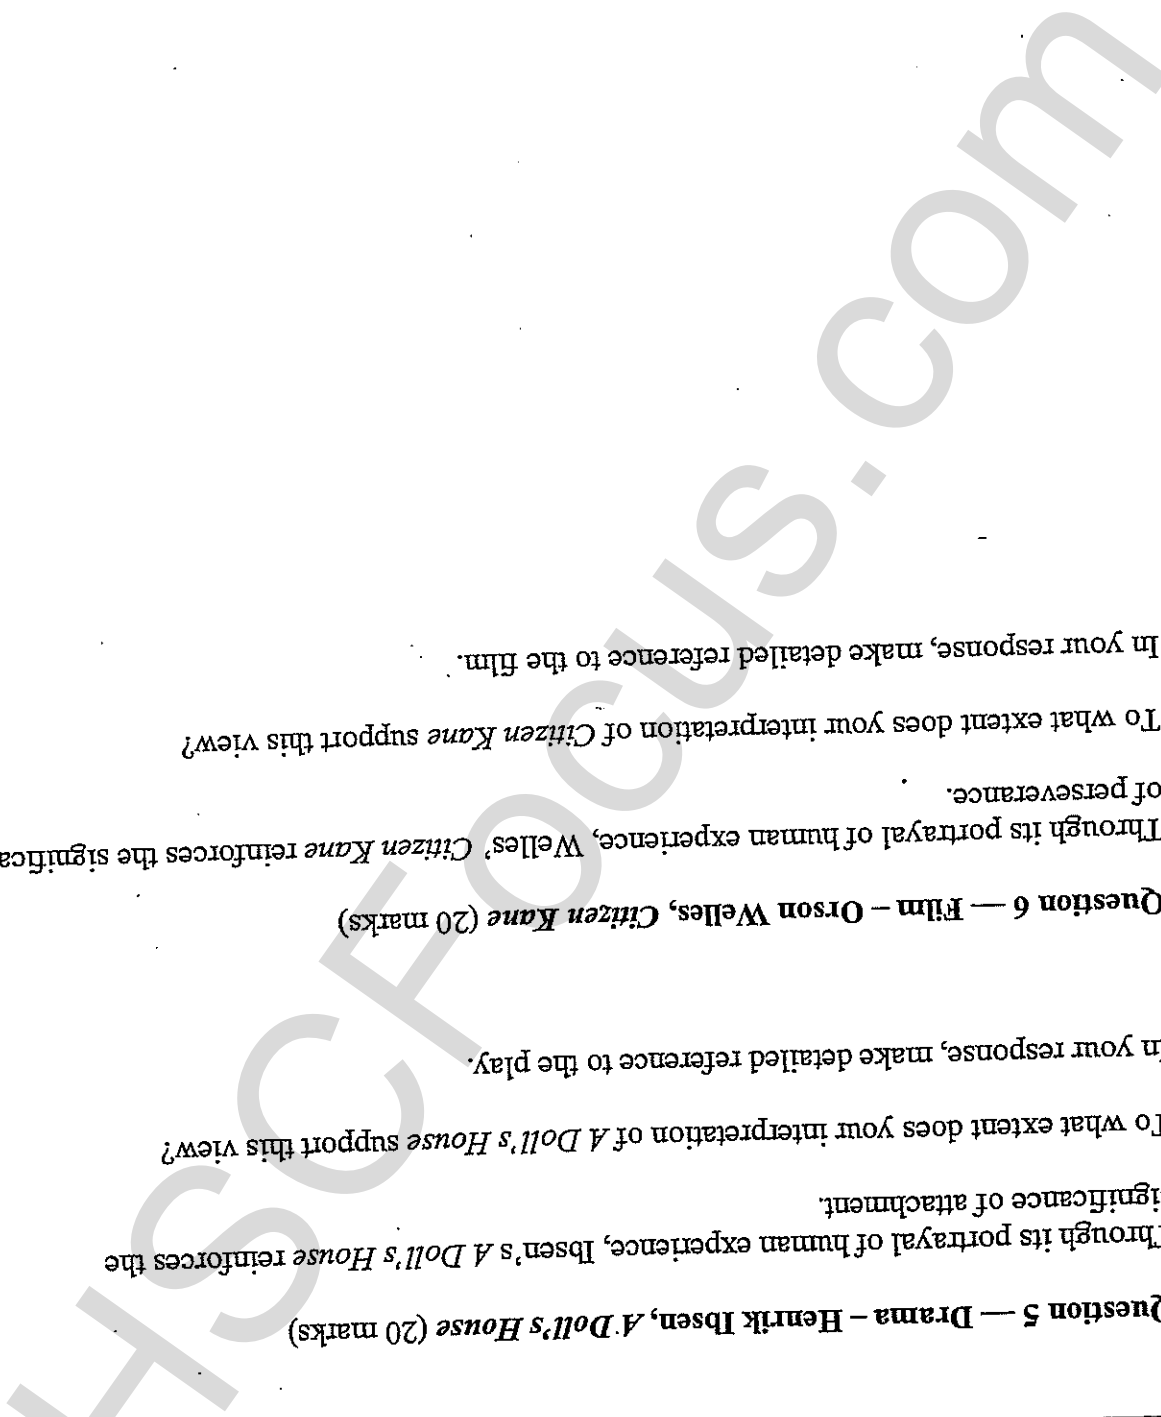 Question 5 — Drama – Henrik Ibsen, A Doll's House (20 marks)
Through its portrayal of human experience, Ibsen's A Doll's House reinforces the
ignificance of attachment.
To what extent does your interpretation of A Doll's House support this view?
In your response, make detailed reference to the play.
Question 6 — Film – Orson Welles, Citizen Kane (20 marks)
Through its portrayal of human experience, Welles' Citizen Kane reinforces the significa
of perseverance.
To what extent does your interpretation of Citizen Kane support this view?
In your response, make detailed reference to the film.
HSCFocus.com